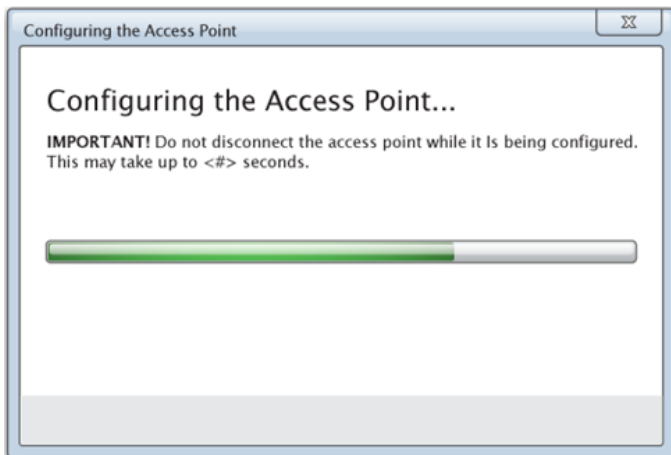 Configuring the Access Point
X
Configuring the Access Point...
IMPORTANT! Do not disconnect the access point while it Is being configured.
This may take up to <#> seconds.